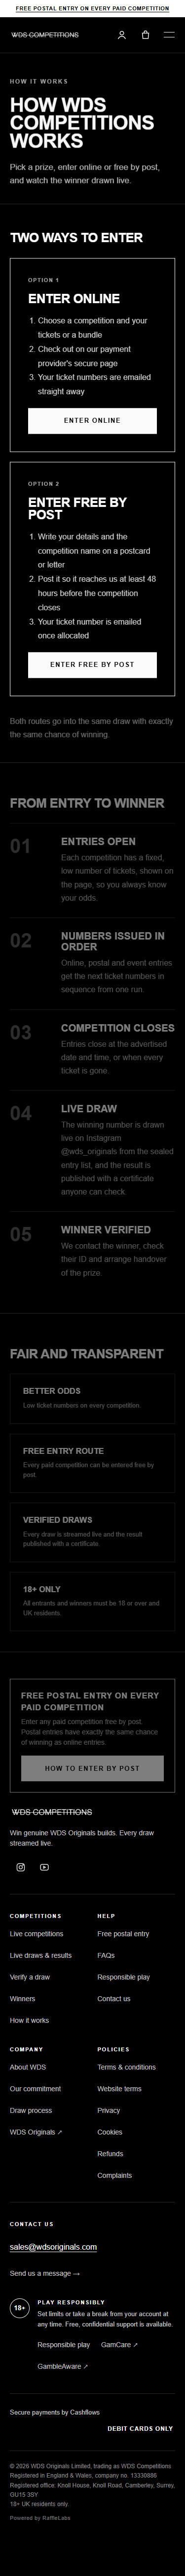 FREE POSTAL ENTRY ON EVERY PAID COMPETITION
WDS COMPETITIONS
HOW IT WORKS
HOW WDS
COMPETITIONS
WORKS
Pick a prize, enter online or free by post,
and watch the winner drawn live.
TWO WAYS TO ENTER
OPTION 1
ENTER ONLINE
1. Choose a competition and your
tickets or a bundle
2. Check out on our payment
provider's secure page
3. Your ticket numbers are emailed
straight away
ENTER ONLINE
OPTION 2
ENTER FREE BY
POST
1. Write your details and the
competition name on a postcard
or letter
2. Post it so it reaches us at least 48
hours before the competition
closes
3. Your ticket number is emailed
once allocated
ENTER FREE BY POST
Both routes go into the same draw with exactly
the same chance of winning.
FROM ENTRY TO WINNER
01
ENTRIES OPEN
Each competition has a fixed,
low number of tickets, shown on
the page, so you always know
your odds.
02
NUMBERS ISSUED IN
ORDER
Online, postal and event entries
get the next ticket numbers in
sequence from one run.
03
COMPETITION CLOSES
Entries close at the advertised
date and time, or when every
ticket is gone.
04
LIVE DRAW
The winning number is drawn
live on Instagram
@wds_originals from the sealed
entry list, and the result is
published with a certificate
anyone can check.
05
WINNER VERIFIED
We contact the winner, check
their ID and arrange handover
of the prize.
FAIR AND TRANSPARENT
BETTER ODDS
Low ticket numbers on every competition.
FREE ENTRY ROUTE
Every paid competition can be entered free by
post.
VERIFIED DRAWS
Every draw is streamed live and the result
published with a certificate.
18+ ONLY
All entrants and winners must be 18 or over and
UK residents.
FREE POSTAL ENTRY ON EVERY
PAID COMPETITION
Enter any paid competition free by post.
Postal entries have exactly the same chance
of winning as online entries.
HOW TO ENTER BY POST
WDS COMPETITIONS
Win genuine WDS Originals builds. Every draw
streamed live.
COMPETITIONS
Live competitions
Live draws & results
Verify a draw
Winners
How it works
HELP
Free postal entry
FAQs
Responsible play
Contact us
COMPANY
About WDS
Our commitment
Draw process
WDS Originals ↗
POLICIES
Terms & conditions
Website terms
Privacy
Cookies
Refunds
Complaints
CONTACT US
sales@wdsoriginals.com
Send us a message →
18+
PLAY RESPONSIBLY
Set limits or take a break from your account at
any time. Free, confidential support is available.
Responsible play GamCare ↗
GambleAware ↗
Secure payments by Cashflows
DEBIT CARDS ONLY
© 2026 WDS Originals Limited, trading as WDS Competitions
Registered in England & Wales, company no. 13330886
Registered office: Knoll House, Knoll Road, Camberley, Surrey,
GU15 3SY
18+ UK residents only.
Powered by RaffleLabs